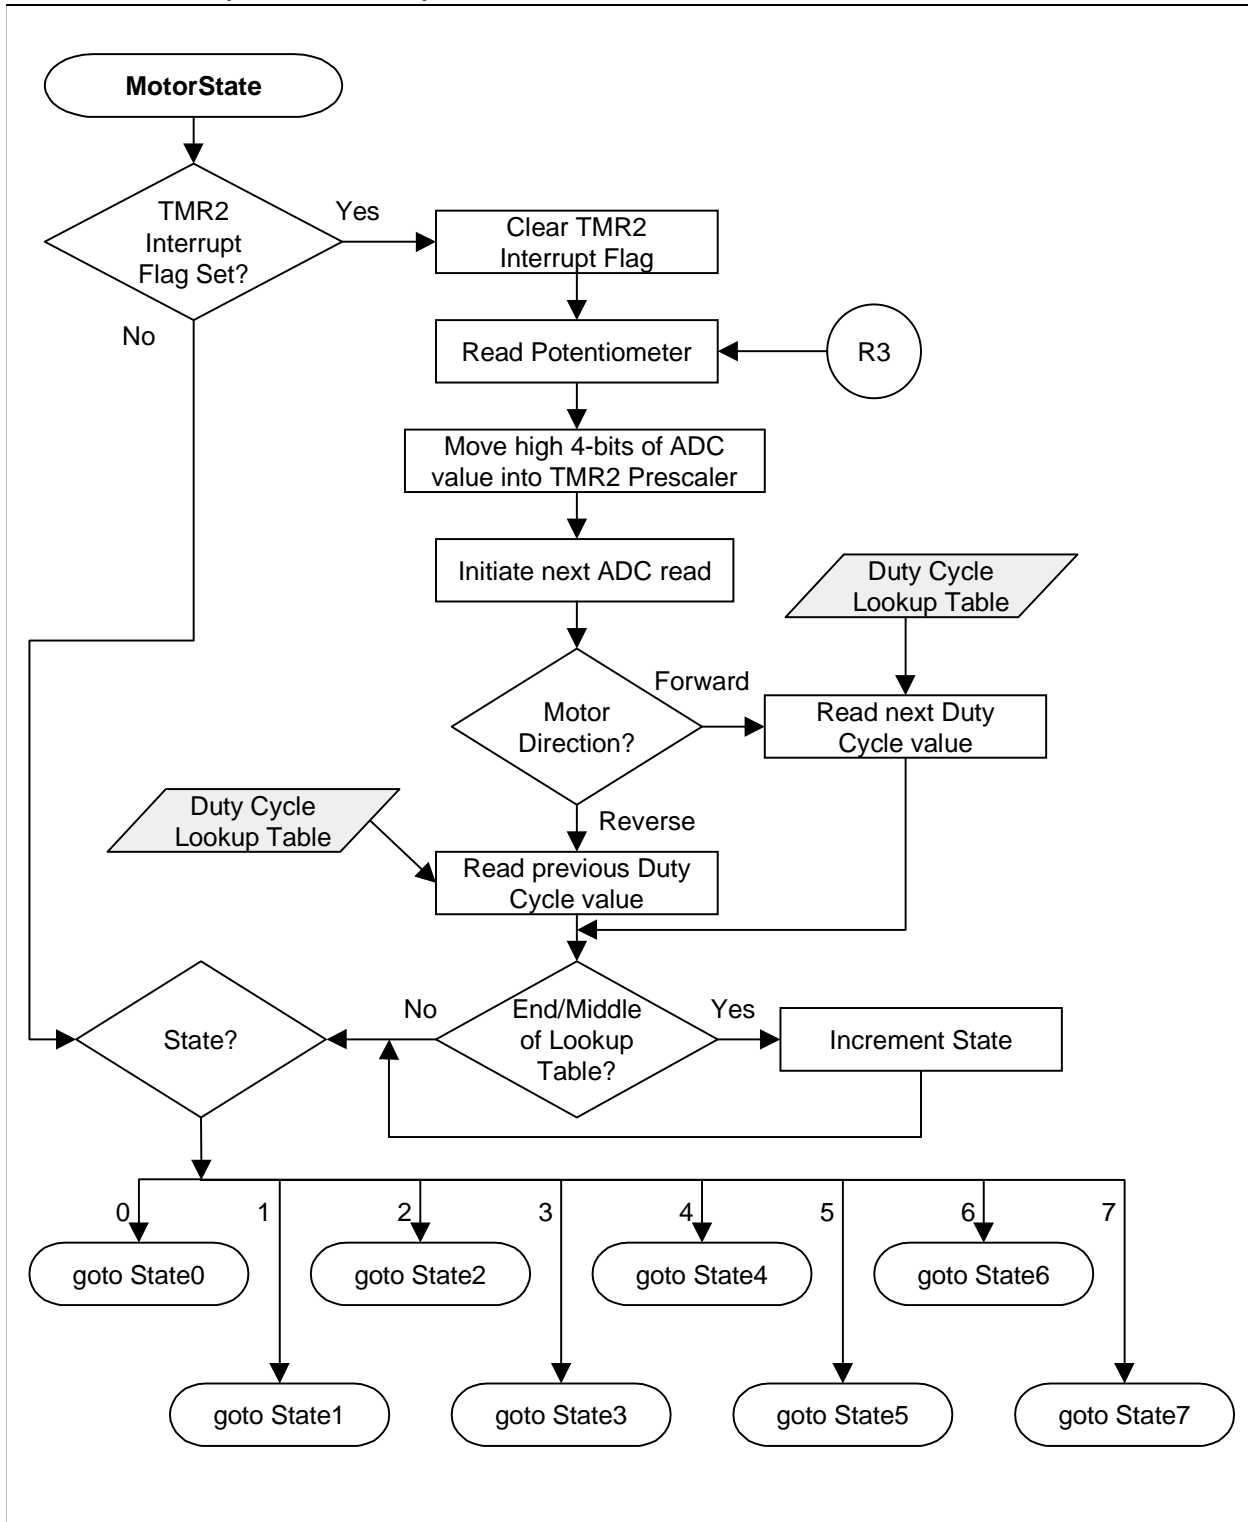 MotorState
TMR2
Interrupt
Flag Set?
Yes
No
Clear TMR2
Interrupt Flag
Read Potentiometer
R3
Move high 4-bits of ADC
value into TMR2 Prescaler
Initiate next ADC read
Duty Cycle
Lookup Table
Motor
Direction?
Forward
Read next Duty
Cycle value
Reverse
Duty Cycle
Lookup Table
Read previous Duty
Cycle value
State?
No
End/Middle
of Lookup
Table?
Yes
Increment State
0
1
2
3
4
5
6
7
goto State0
goto State2
goto State4
goto State6
goto State1
goto State3
goto State5
goto State7